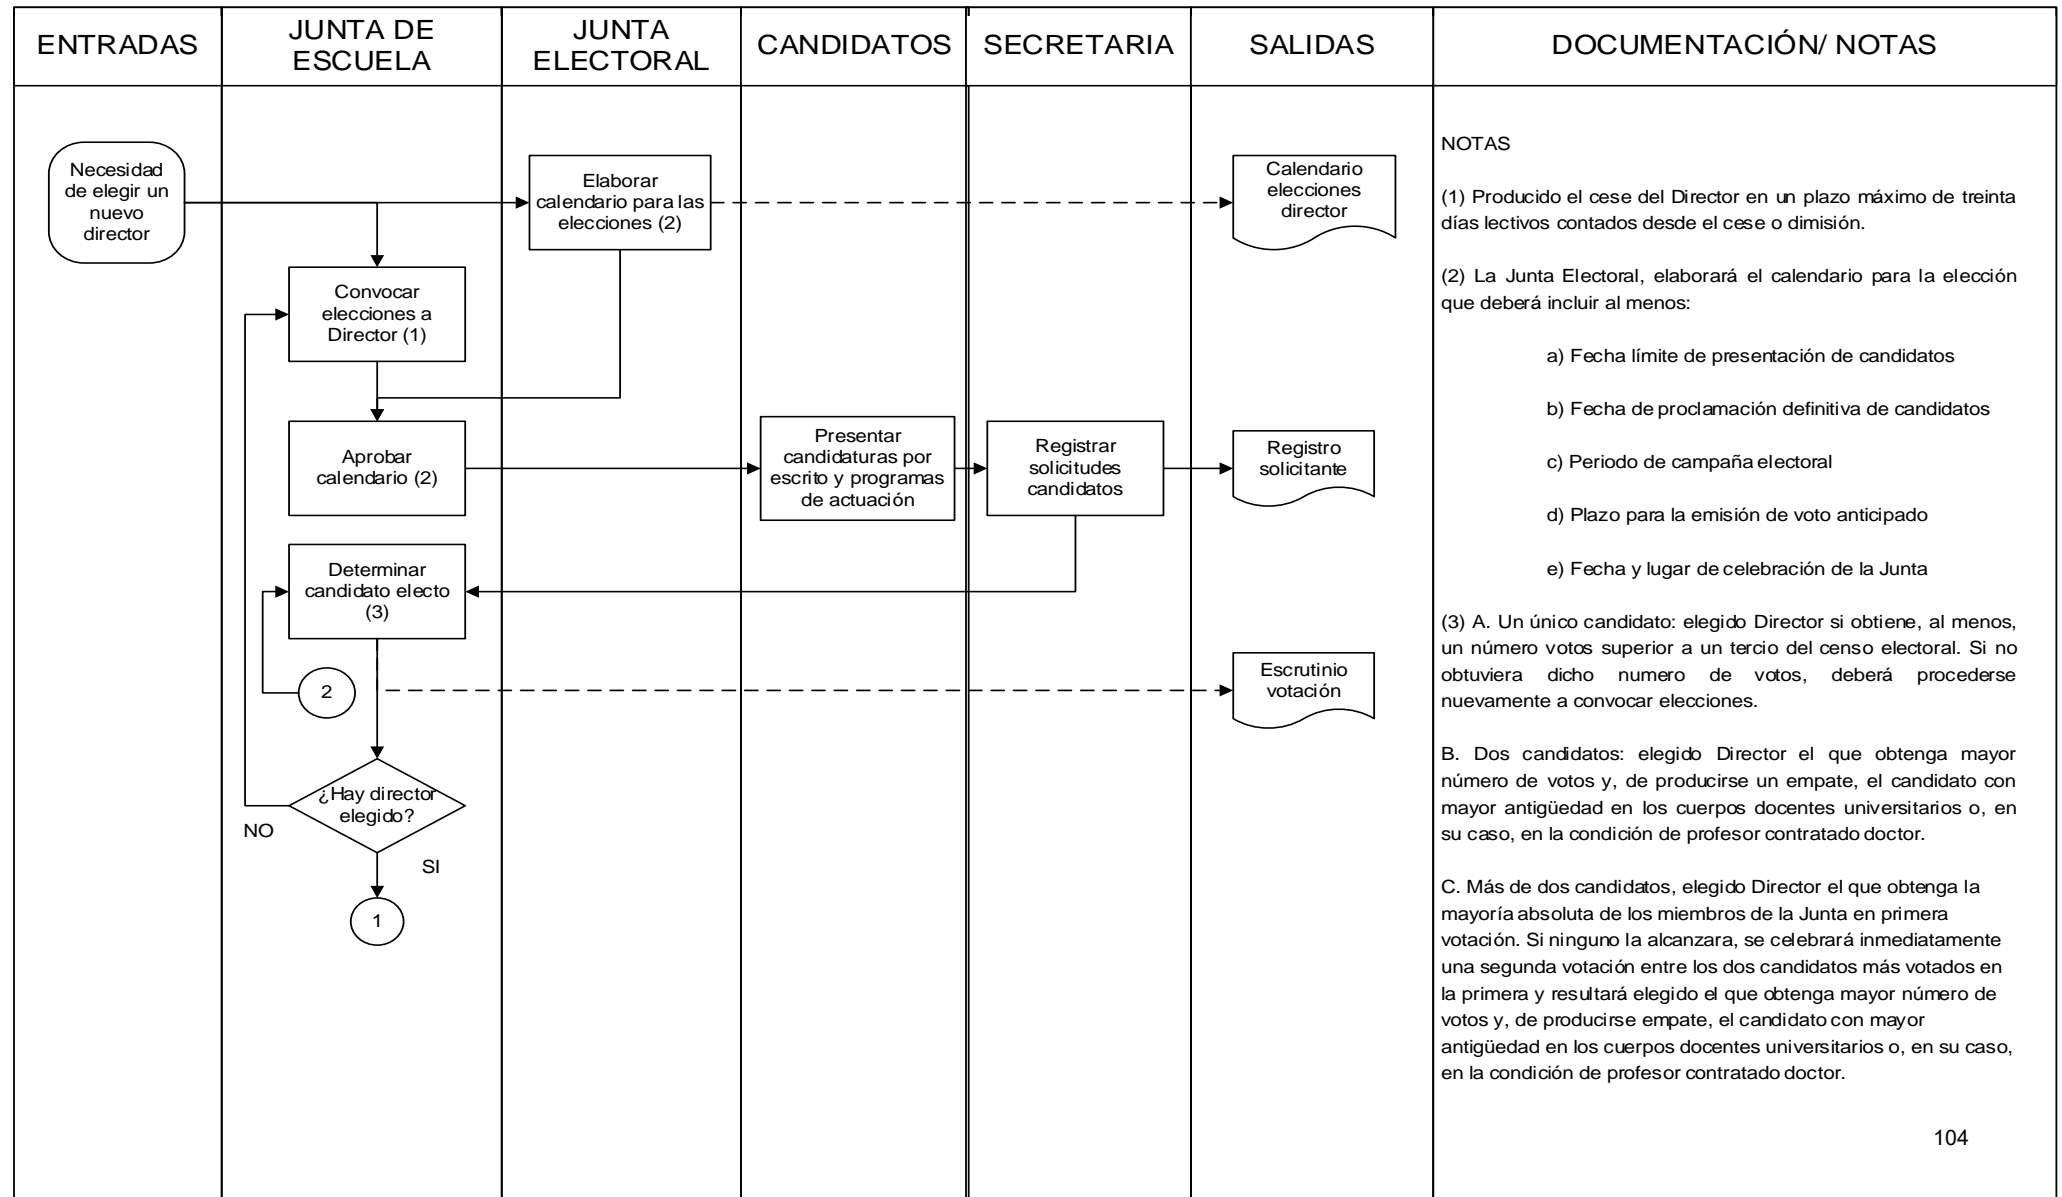 ENTRADAS
JUNTA DE
ESCUELA
JUNTA
ELECTORAL
CANDIDATOS
SECRETARIA
SALIDAS
DOCUMENTACIÓN/ NOTAS
Necesidad
de elegir un
nuevo
director
Elaborar
calendario para las
elecciones (2)
Calendario
elecciones
director
Convocar
elecciones a
Director (1)
Aprobar
calendario (2)
Presentar
candidaturas por
escrito y programas
de actuación
Registrar
solicitudes
candidatos
Registro
solicitante
Determinar
candidato electo
(3)
2
Escrutinio
votación
¿Hay director
elegido?
NO
SI
1
NOTAS
(1) Producido el cese del Director en un plazo máximo de treinta
días lectivos contados desde el cese o dimisión.
(2) La Junta Electoral, elaborará el calendario para la elección
que deberá incluir al menos:
a) Fecha límite de presentación de candidatos
b) Fecha de proclamación definitiva de candidatos
c) Periodo de campaña electoral
d) Plazo para la emisión de voto anticipado
e) Fecha y lugar de celebración de la Junta
(3) A. Un único candidato: elegido Director si obtiene, al menos,
un número votos superior a un tercio del censo electoral. Si no
obtuviera dicho numero de votos, deberá procederse
nuevamente a convocar elecciones.
B. Dos candidatos: elegido Director el que obtenga mayor
número de votos y, de producirse un empate, el candidato con
mayor antigüedad en los cuerpos docentes universitarios o, en
su caso, en la condición de profesor contratado doctor.
C. Más de dos candidatos, elegido Director el que obtenga la
mayoría absoluta de los miembros de la Junta en primera
votación. Si ninguno la alcanzara, se celebrará inmediatamente
una segunda votación entre los dos candidatos más votados en
la primera y resultará elegido el que obtenga mayor número de
votos y, de producirse empate, el candidato con mayor
antigüedad en los cuerpos docentes universitarios o, en su caso,
en la condición de profesor contratado doctor.
104